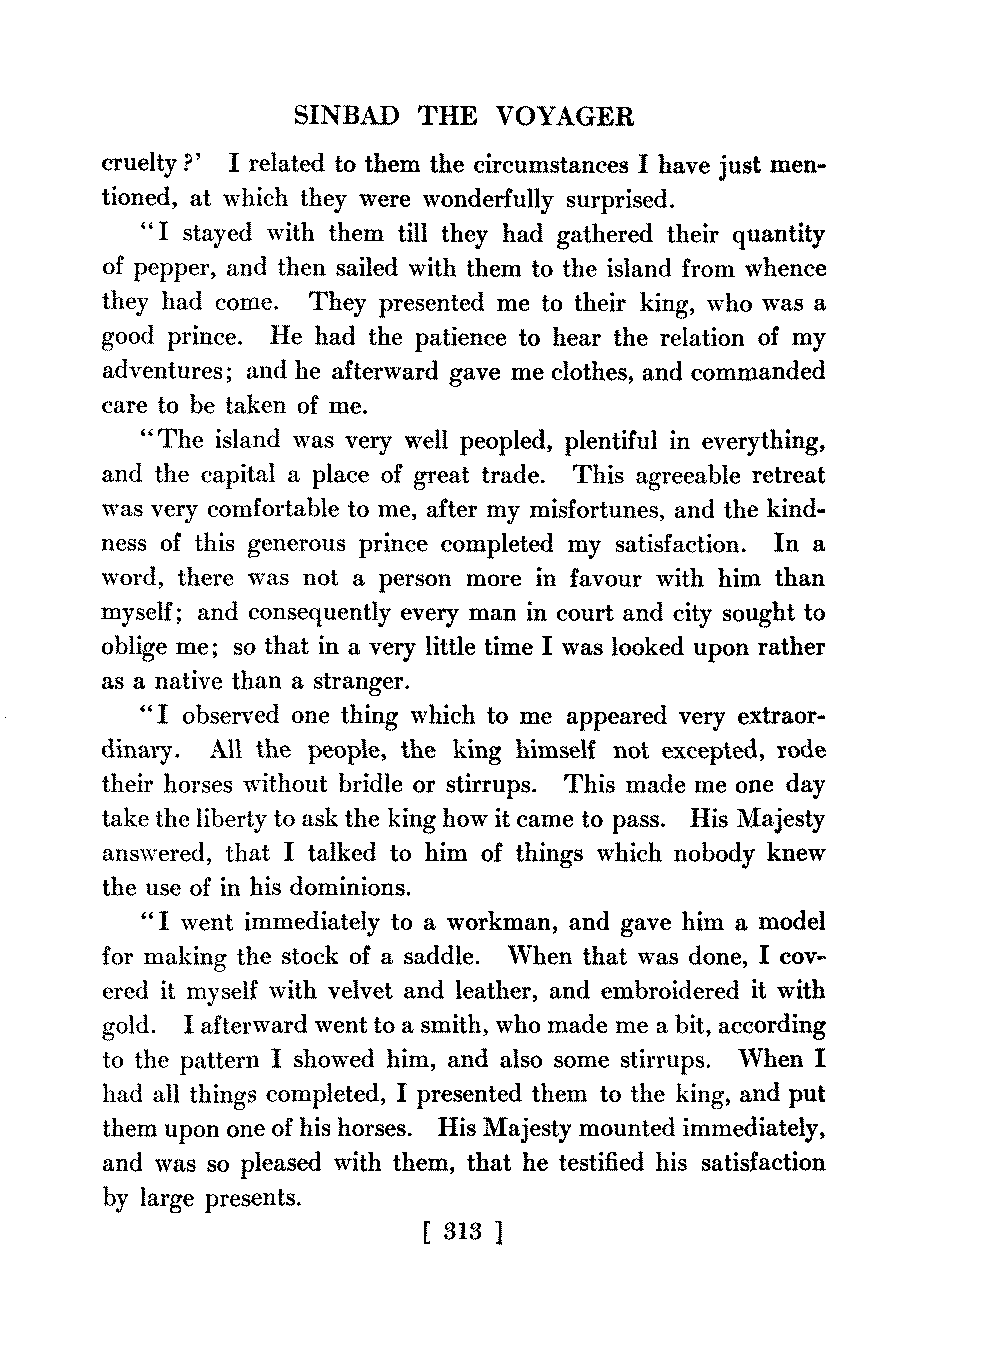 SINBAD THE VOYAGER
cruelty?' I related to them the circumstances I have just men-
tioned, at which they were wonderfully surprised.
"I stayed with them till they had gathered their quantity
of pepper, and then sailed with them to the island from whence
they had come. They presented me to their king, who was a
good prince. He had the patience to hear the relation of my
adventures; and he afterward gave me clothes, and commanded
care to be taken of me.
"The island was very well peopled, plentiful in everything,
and the capital a place of great trade. This agreeable retreat
was very comfortable to me, after my misfortunes, and the kind-
ness of this generous prince completed my satisfaction. In a
word, there was not a person more in favour with him than
myself; and consequently every man in court and city sought to
oblige me; so that in a very little time I was looked upon rather
as a native than a stranger.
"I observed one thing which to me appeared very extraor-
dinary. All the people, the king himself not excepted, rode
their horses without bridle or stirrups. This made me one day
take the liberty to ask the king how it came to pass. His Majesty
answered, that I talked to him of things which nobody knew
the use of in his dominions.
"I went immediately to a workman, and gave him a model
for making the stock of a saddle. When that was done, I cov-
ered it myself with velvet and leather, and embroidered it with
gold. I afterward went to a smith, who made me a bit, according
to the pattern I showed him, and also some stirrups. When I
had all things completed, I presented them to the king, and put
them upon one of his horses. His Majesty mounted immediately,
and was so pleased with them, that he testified his satisfaction
by large presents.
[ 313 ]